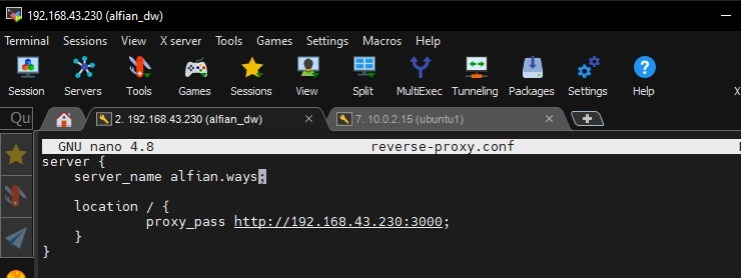 192.168.43.230 (alfian_dw)
Terminal Sessions View X server Tools Games Settings Macros Help
Session Servers Tools Games Sessions View Split MultiExec Tunneling Packages Settings Help X
Qu 2. 192.168.43.230 (alfian_dw) 7. 10.0.2.15 (ubuntu1)
GNU nano 4.8 reverse-proxy.conf
server {
server_name alfian.ways;
location / {
proxy_pass http://192.168.43.230:3000;
}
}